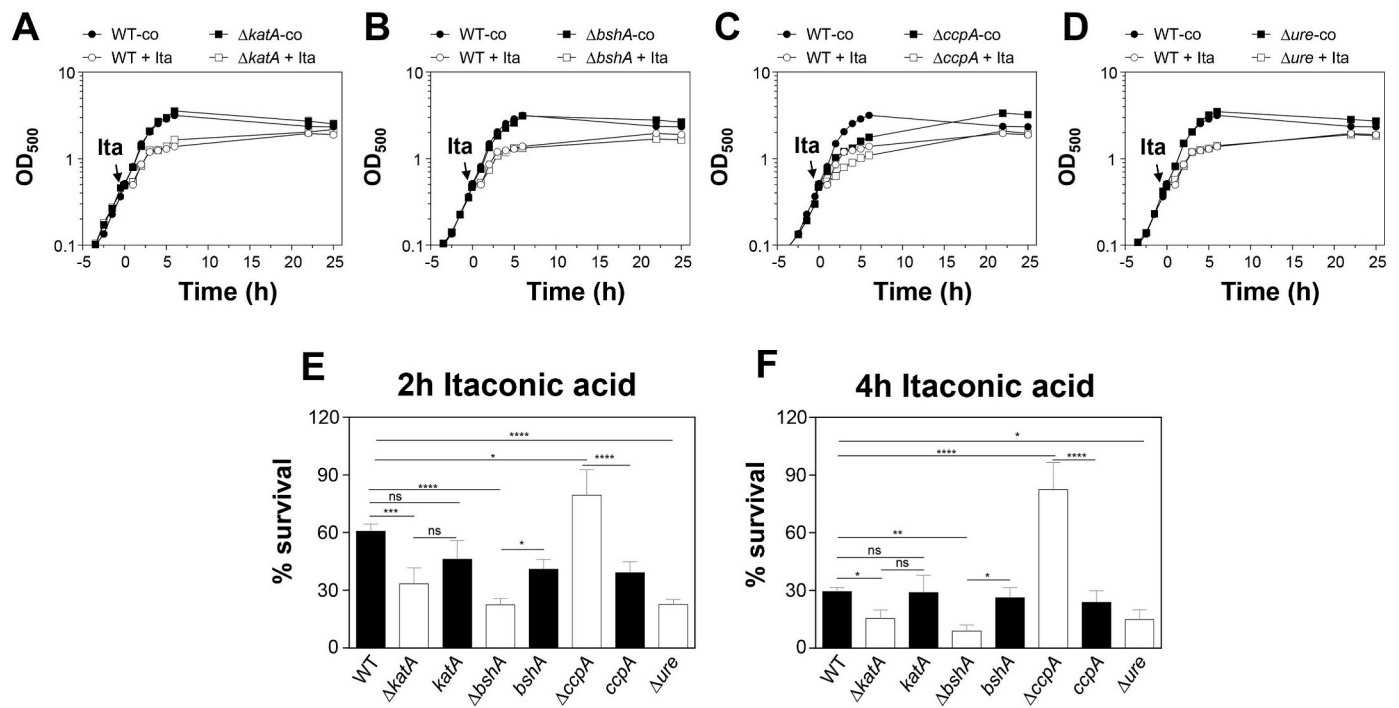 A
WT-co ΔkatA-co
WT + Ita ΔkatA + Ita
10
1
0.1
OD500
Ita
-5 0 5 10 15 20 25
Time (h)
B
WT-co ΔbshA-co
WT + Ita ΔbshA + Ita
10
1
0.1
OD500
Ita
-5 0 5 10 15 20 25
Time (h)
C
WT-co ΔccpA-co
WT + Ita ΔccpA + Ita
10
1
0.1
OD500
Ita
-5 0 5 10 15 20 25
Time (h)
D
WT-co Δure-co
WT + Ita Δure + Ita
10
1
0.1
OD500
Ita
-5 0 5 10 15 20 25
Time (h)
E
2h Itaconic acid
120
90
60
30
0
% survival
****
*
****
****
ns
***
ns
*
WT ΔkatA katA ΔbshA bshA ΔccpA ccpA Δure
F
4h Itaconic acid
120
90
60
30
0
% survival
*
****
****
**
ns
ns
*
*
WT ΔkatA katA ΔbshA bshA ΔccpA ccpA Δure